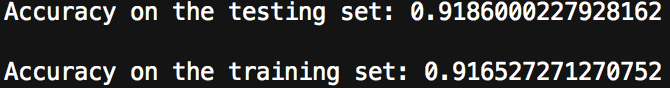 Accuracy on the testing set: 0.9186000227928162
Accuracy on the training set: 0.916527271270752